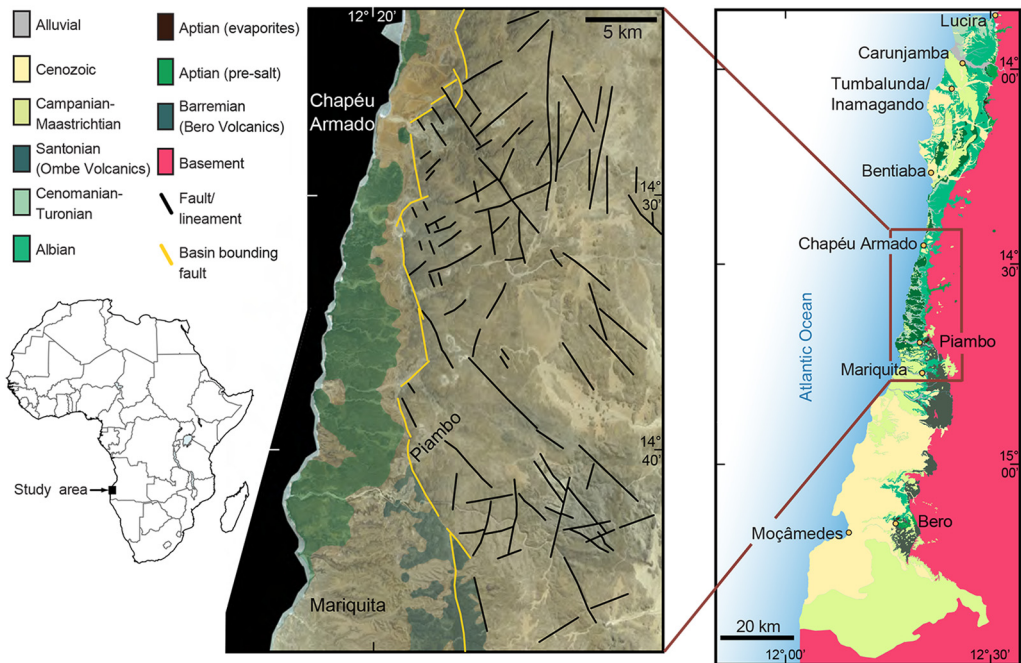 Alluvial
Cenozoic
Campanian-
Maastrichtian
Santonian
(Ombe Volcanics)
Cenomanian-
Turonian
Albian
Aptian (evaporites)
Aptian (pre-salt)
Barremian
(Bero Volcanics)
Basement
Fault/
lineament
Basin bounding
fault
Study area
12° 20'
5 km
Chapéu
Armado
14°
30'
Piambo
14°
40'
Mariquita
Lucira
Carunjamba
14°
00'
Tumbalunda/
Inamagando
Bentiaba
Chapéu Armado
14°
30'
Atlantic Ocean
Piambo
Mariquita
15°
00'
Moçâmedes
Bero
20 km
12° 00'
12° 30'